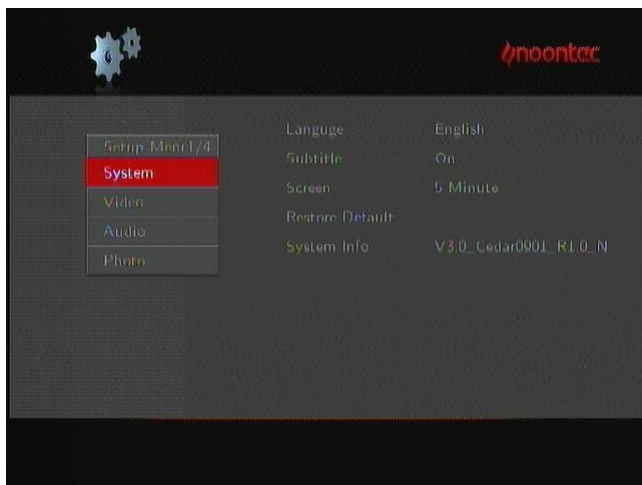 noontec
Setup Menu1/4
System
Video
Audio
Photo
Languge English
Subtitle On
Screen 5 Minute
Restore Default
System Info V3.0_Cedar0901_R1.0_N